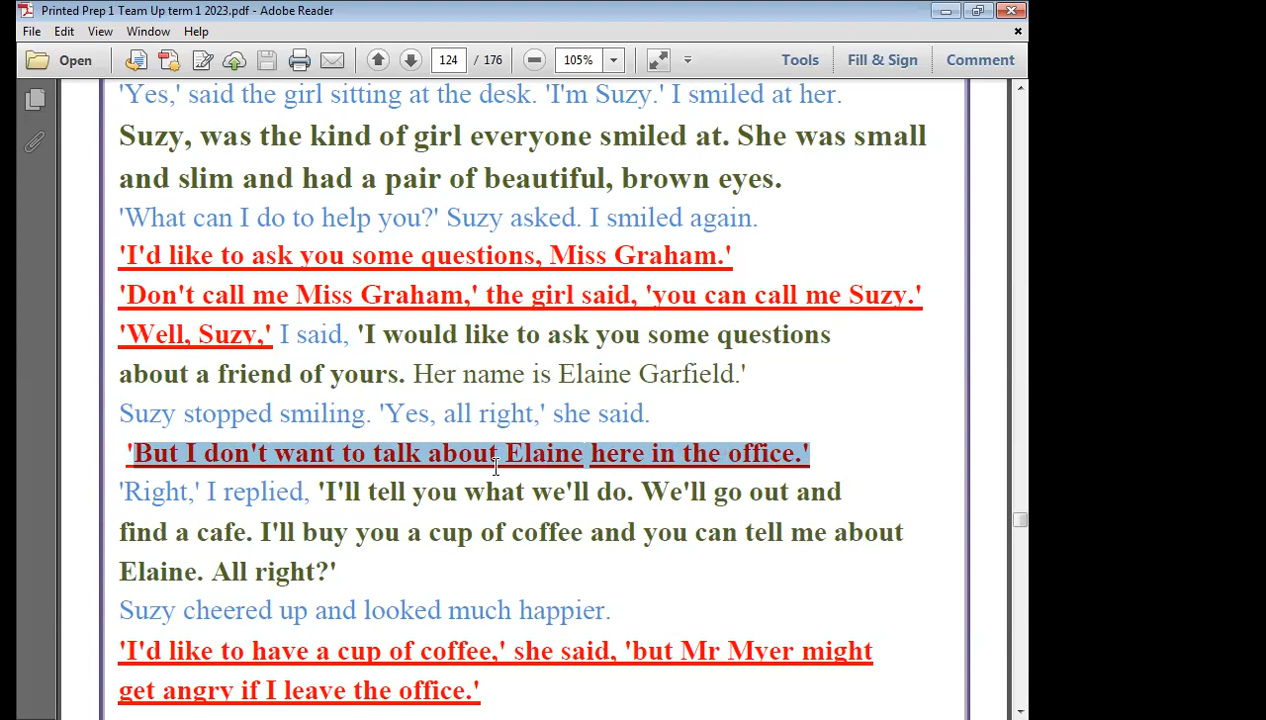 Printed Prep 1 Team Up term 1 2023.pdf - Adobe Reader
File Edit View Window Help
Open 124 / 176 105% Tools Fill & Sign Comment
'Yes,' said the girl sitting at the desk. 'I'm Suzy.' I smiled at her.
Suzy, was the kind of girl everyone smiled at. She was small
and slim and had a pair of beautiful, brown eyes.
'What can I do to help you?' Suzy asked. I smiled again.
'I'd like to ask you some questions, Miss Graham.'
'Don't call me Miss Graham,' the girl said, 'you can call me Suzy.'
'Well, Suzy,' I said, 'I would like to ask you some questions
about a friend of yours. Her name is Elaine Garfield.'
Suzy stopped smiling. 'Yes, all right,' she said.
'But I don't want to talk about Elaine here in the office.'
'Right,' I replied, 'I'll tell you what we'll do. We'll go out and
find a cafe. I'll buy you a cup of coffee and you can tell me about
Elaine. All right?'
Suzy cheered up and looked much happier.
'I'd like to have a cup of coffee,' she said, 'but Mr Myer might
get angry if I leave the office.'